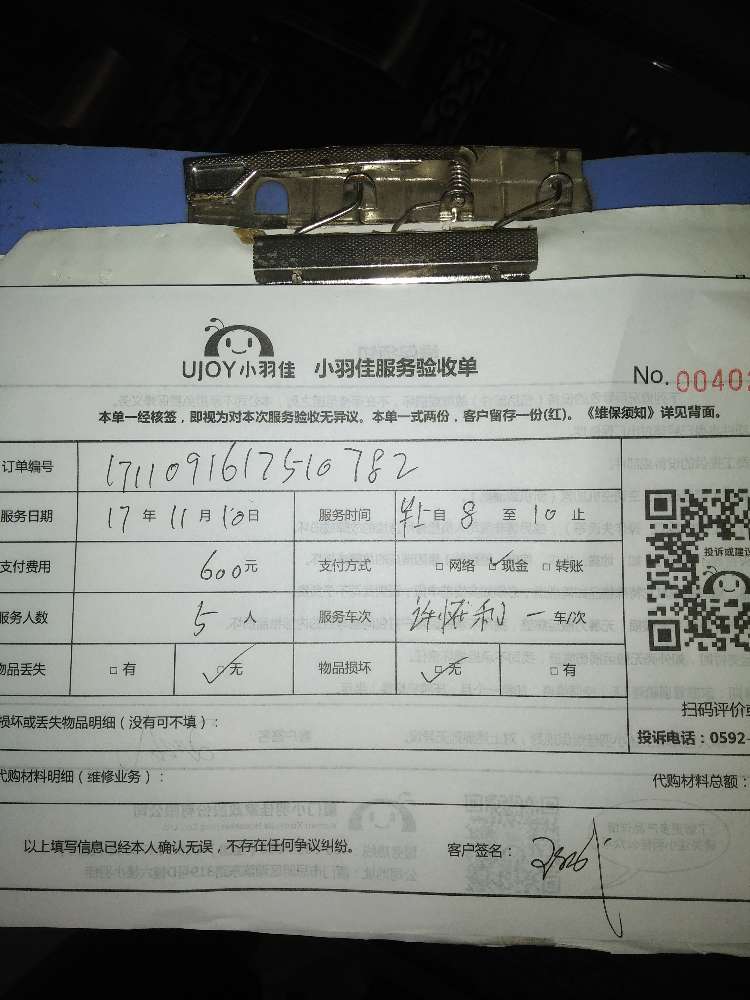 UJOY小羽佳 小羽佳服务验收单
No. 00402
本单一经核签，即视为对本次服务验收无异议。本单一式两份，客户留存一份(红)。《维保须知》详见背面。
订单编号 1711091617510782
服务日期 17 年 11 月 10 日 服务时间 自 8 至 10 止
支付费用 600 元 支付方式 □ 网络 ☑ 现金 □ 转账
投诉或建议
服务人数 5 人 服务车次 许怀和 一 车/次
物品丢失 □ 有 ☑ 无 物品损坏 ☑ 无 □ 有
扫码评价或
损坏或丢失物品明细（没有可不填）：
投诉电话：0592-
代购材料明细（维修业务）：
代购材料总额：
以上填写信息已经本人确认无误，不存在任何争议纠纷。
客户签名：